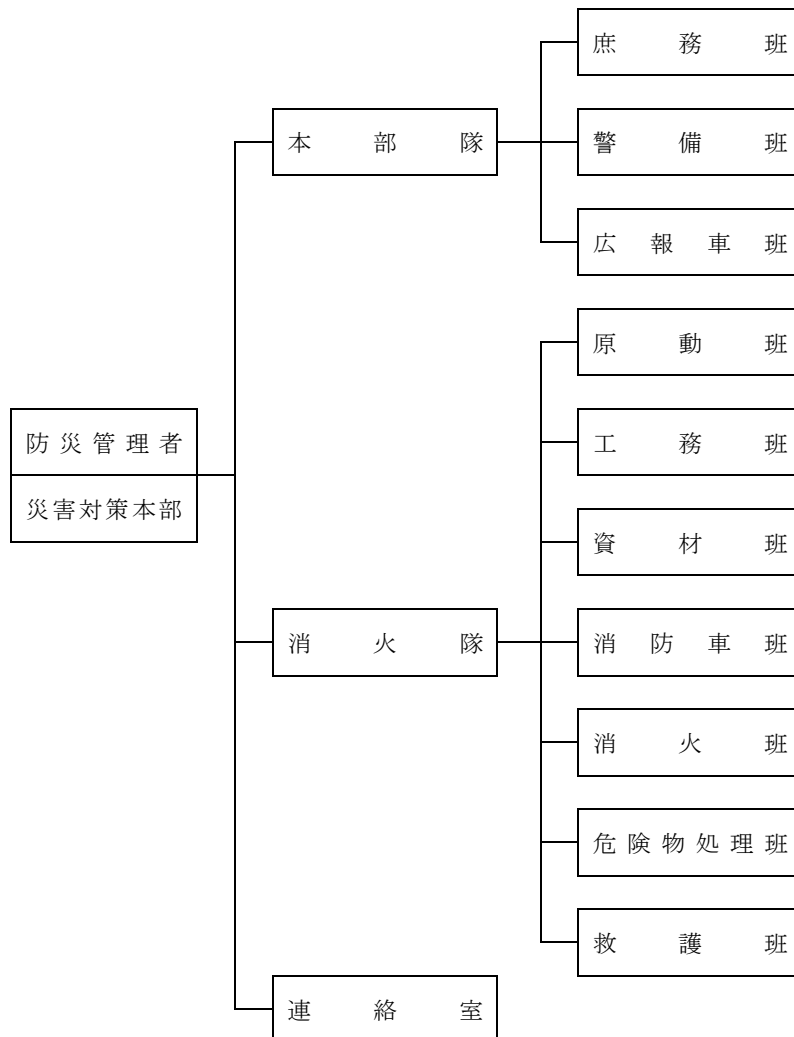 防災管理者
災害対策本部
本部隊
庶務班
警備班
広報車班
消火隊
原動班
工務班
資材班
消防車班
消火班
危険物処理班
救護班
連絡室